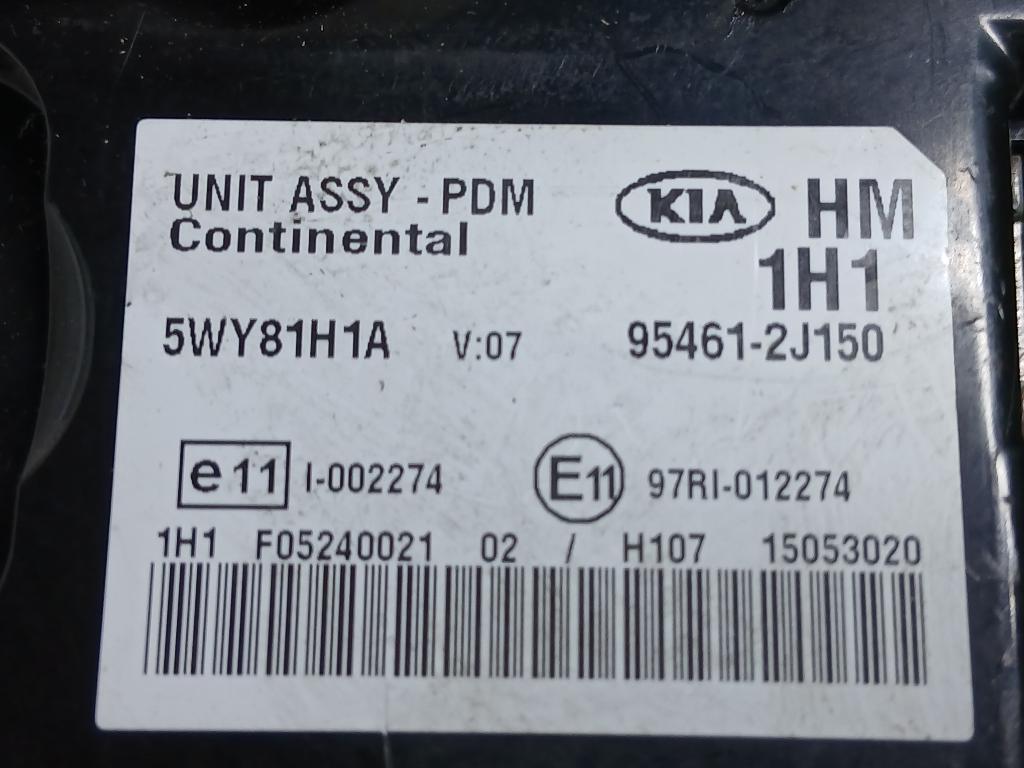 UNIT ASSY - PDM KIA HM
Continental
1H1
5WY81H1A V:07 95461-2J150
e11 I-002274 E11 97RI-012274
1H1 F05240021 02 / H107 15053020